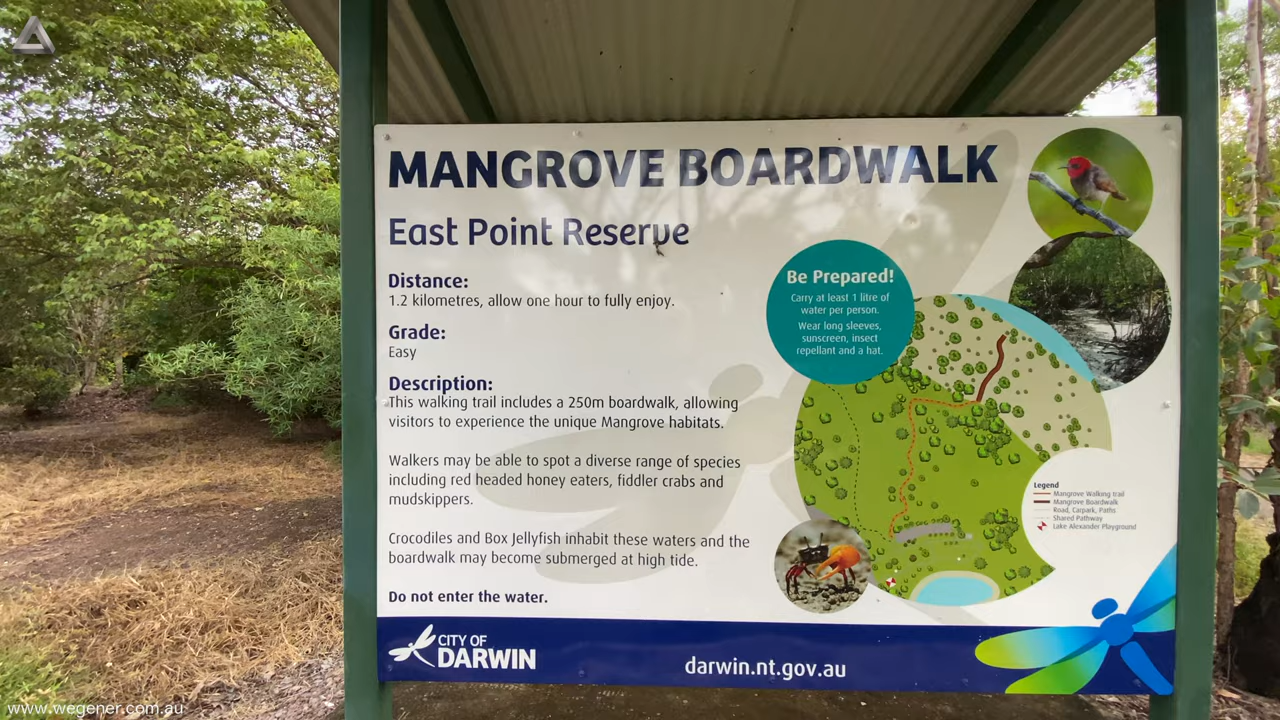 MANGROVE BOARDWALK
East Point Reserve
Distance:
1.2 kilometres, allow one hour to fully enjoy.
Grade:
Easy
Description:
This walking trail includes a 250m boardwalk, allowing
visitors to experience the unique Mangrove habitats.
Walkers may be able to spot a diverse range of species
including red headed honey eaters, fiddler crabs and
mudskippers.
Crocodiles and Box Jellyfish inhabit these waters and the
boardwalk may become submerged at high tide.
Do not enter the water.
Be Prepared!
Carry at least 1 litre of
water per person.
Wear long sleeves,
sunscreen, insect
repellant and a hat.
Legend
Mangrove Walking trail
Mangrove Boardwalk
Road, Carpark, Paths
Shared Pathway
Lake Alexander Playground
CITY OF
DARWIN
darwin.nt.gov.au
www.wegener.com.au